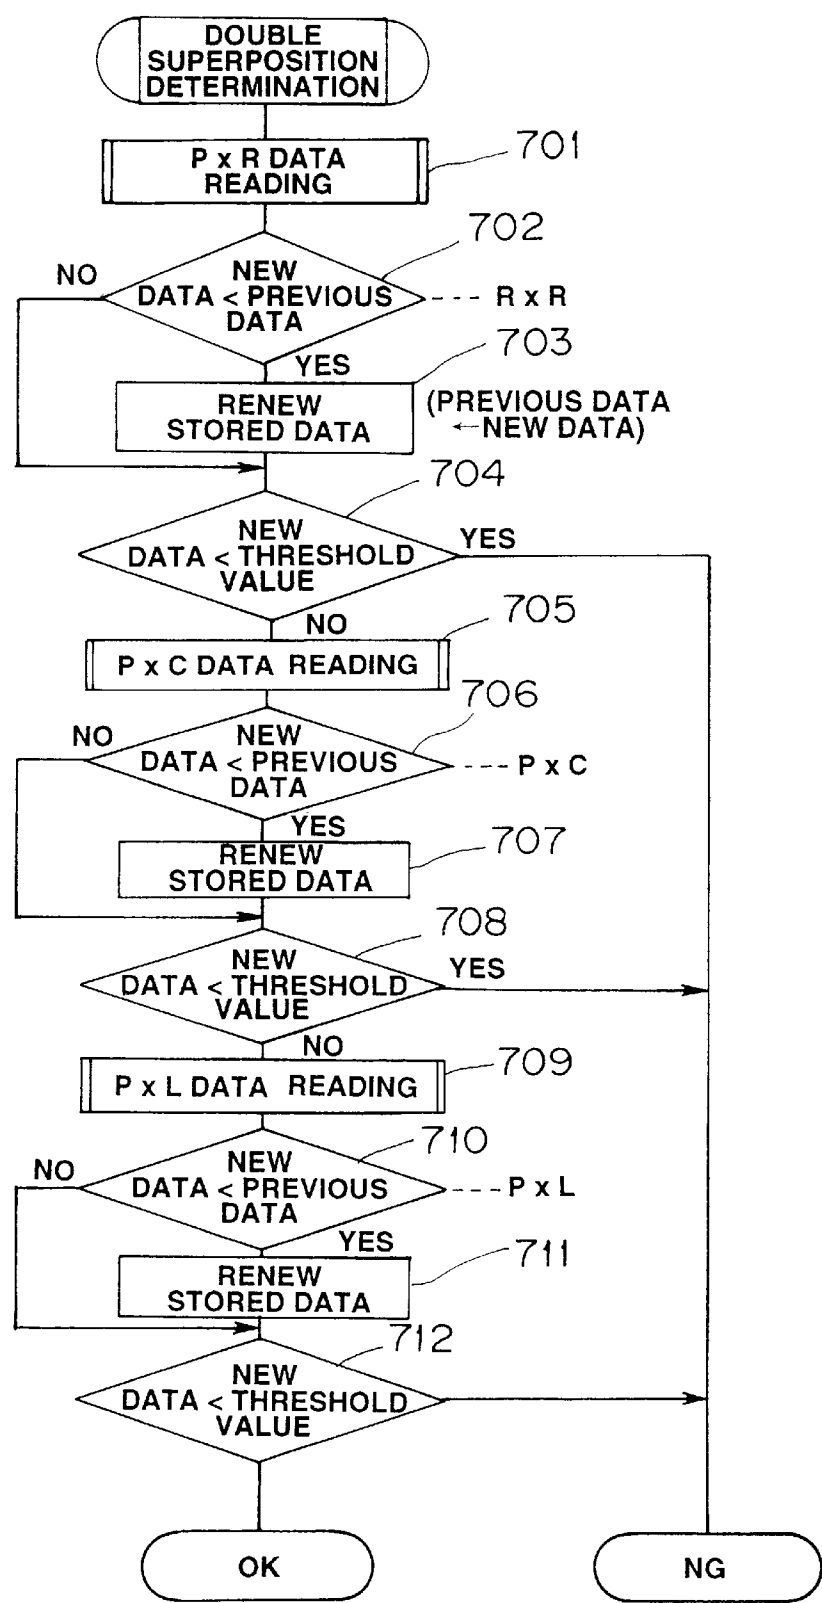 DOUBLE
SUPERPOSITION
DETERMINATION
701
P x R DATA
READING
702
NO
NEW
DATA < PREVIOUS
DATA
R x R
YES
703
RENEW
STORED DATA
(PREVIOUS DATA
←NEW DATA)
704
NEW
DATA < THRESHOLD
VALUE
YES
NO
705
P x C DATA READING
706
NO
NEW
DATA < PREVIOUS
DATA
P x C
YES
707
RENEW
STORED DATA
708
NEW
DATA < THRESHOLD
VALUE
YES
NO
709
P x L DATA READING
710
NO
NEW
DATA < PREVIOUS
DATA
P x L
YES
711
RENEW
STORED DATA
712
NEW
DATA < THRESHOLD
VALUE
OK
NG